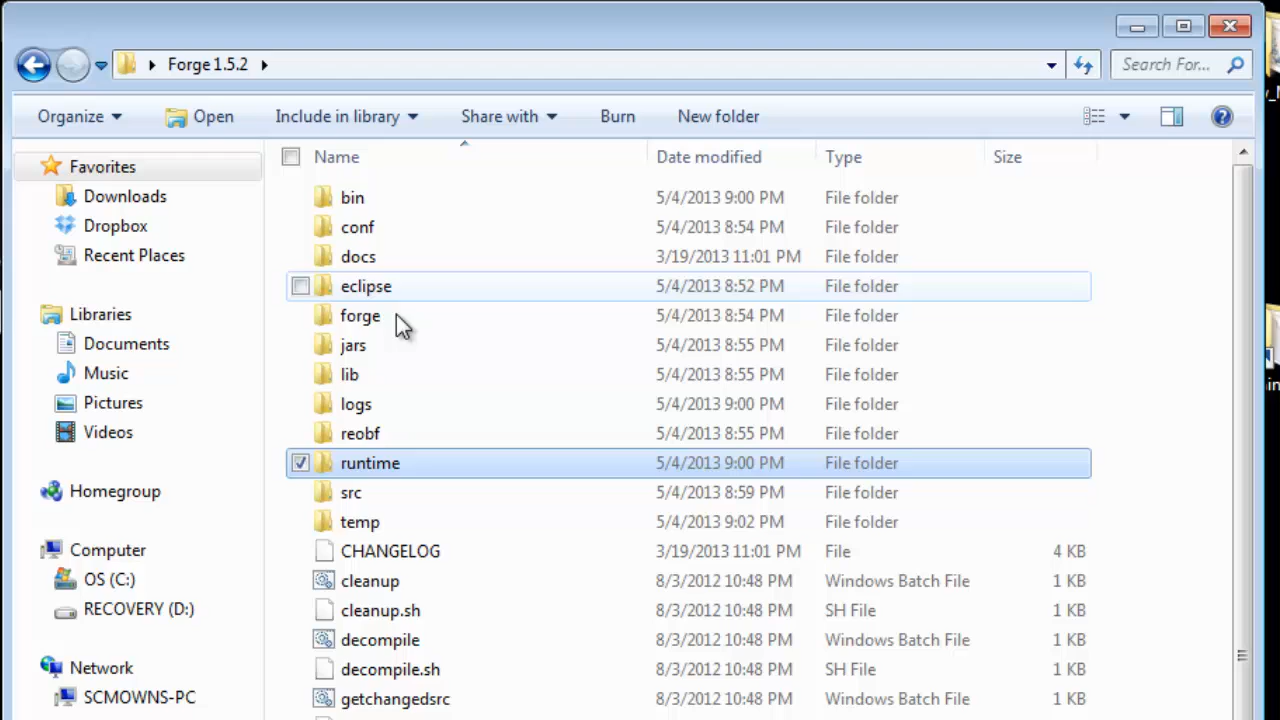 Forge 1.5.2
Search For...
Organize Open Include in library Share with Burn New folder
Name Date modified Type Size
Favorites
Downloads
Dropbox
Recent Places
Libraries
Documents
Music
Pictures
Videos
Homegroup
Computer
OS (C:)
RECOVERY (D:)
Network
SCMOWNS-PC
bin 5/4/2013 9:00 PM File folder
conf 5/4/2013 8:54 PM File folder
docs 3/19/2013 11:01 PM File folder
eclipse 5/4/2013 8:52 PM File folder
forge 5/4/2013 8:54 PM File folder
jars 5/4/2013 8:55 PM File folder
lib 5/4/2013 8:55 PM File folder
logs 5/4/2013 9:00 PM File folder
reobf 5/4/2013 8:55 PM File folder
runtime 5/4/2013 9:00 PM File folder
src 5/4/2013 8:59 PM File folder
temp 5/4/2013 9:02 PM File folder
CHANGELOG 3/19/2013 11:01 PM File 4 KB
cleanup 8/3/2012 10:48 PM Windows Batch File 1 KB
cleanup.sh 8/3/2012 10:48 PM SH File 1 KB
decompile 8/3/2012 10:48 PM Windows Batch File 1 KB
decompile.sh 8/3/2012 10:48 PM SH File 1 KB
getchangedsrc 8/3/2012 10:48 PM Windows Batch File 1 KB